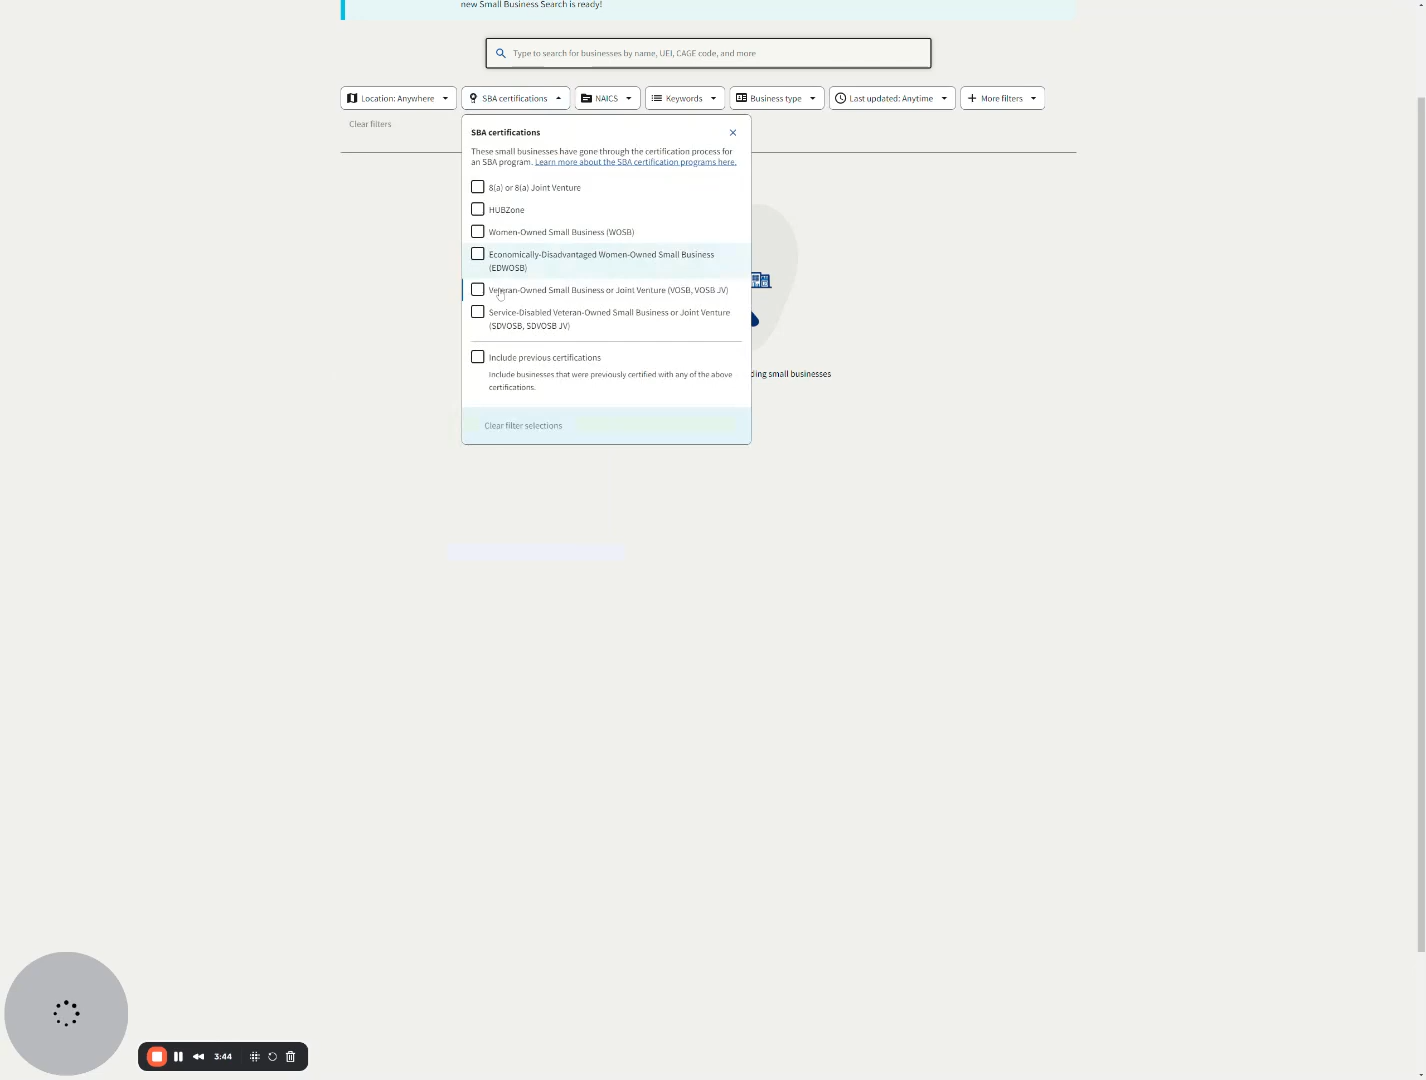 new Small Business Search is ready!
Type to search for businesses by name, UEI, CAGE code, and more
Location: Anywhere
SBA certifications
NAICS
Keywords
Business type
Last updated: Anytime
More filters
Clear filters
SBA certifications
These small businesses have gone through the certification process for
an SBA program. Learn more about the SBA certification programs here.
8(a) or 8(a) Joint Venture
HUBZone
Women-Owned Small Business (WOSB)
Economically-Disadvantaged Women-Owned Small Business
(EDWOSB)
Veteran-Owned Small Business or Joint Venture (VOSB, VOSB JV)
Service-Disabled Veteran-Owned Small Business or Joint Venture
(SDVOSB, SDVOSB JV)
Include previous certifications
ding small businesses
Include businesses that were previously certified with any of the above
certifications.
Clear filter selections
3:44